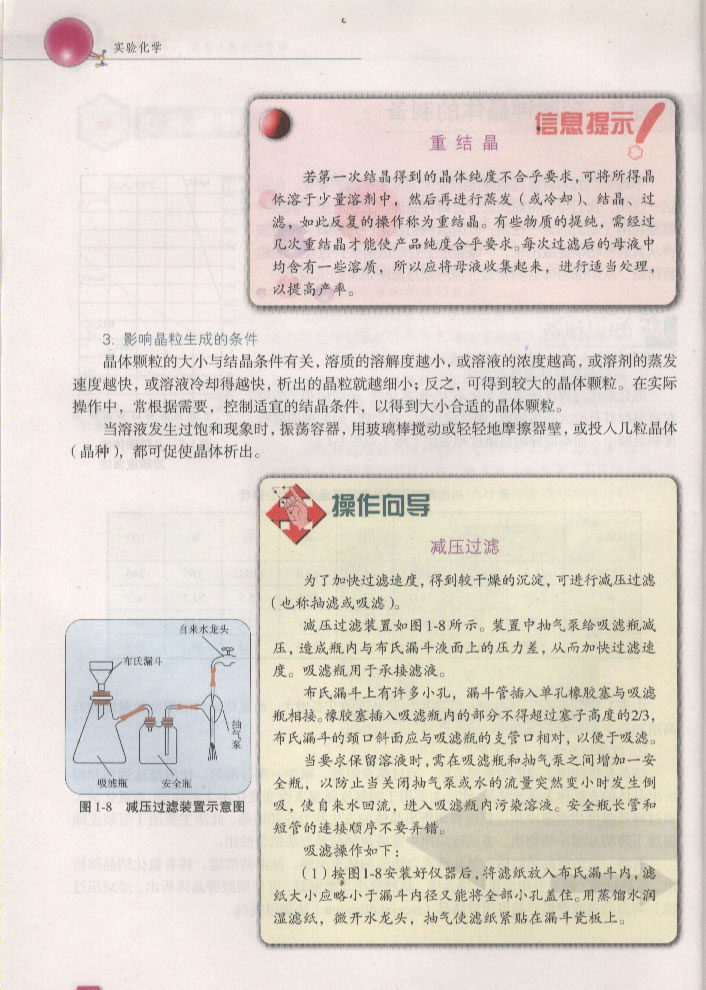 实验化学
信息提示！
重结晶
若第一次结晶得到的晶体纯度不合乎要求，可将所得晶
体溶于少量溶剂中，然后再进行蒸发（或冷却）、结晶、过
滤，如此反复的操作称为重结晶。有些物质的提纯，需经过
几次重结晶才能使产品纯度合乎要求。每次过滤后的母液中
均含有一些溶质，所以应将母液收集起来，进行适当处理，
以提高产率。
3. 影响晶粒生成的条件
晶体颗粒的大小与结晶条件有关，溶质的溶解度越小，或溶液的浓度越高，或溶剂的蒸发
速度越快，或溶液冷却得越快，析出的晶粒就越细小；反之，可得到较大的晶体颗粒。在实际
操作中，常根据需要，控制适宜的结晶条件，以得到大小合适的晶体颗粒。
当溶液发生过饱和现象时，振荡容器，用玻璃棒搅动或轻轻地摩擦器壁，或投入几粒晶体
（晶种），都可促使晶体析出。
操作向导
减压过滤
为了加快过滤速度，得到较干燥的沉淀，可进行减压过滤
（也称抽滤或吸滤）。
减压过滤装置如图1-8所示。装置中抽气泵给吸滤瓶减
压，造成瓶内与布氏漏斗液面上的压力差，从而加快过滤速
度。吸滤瓶用于承接滤液。
布氏漏斗上有许多小孔，漏斗管插入单孔橡胶塞与吸滤
瓶相接。橡胶塞插入吸滤瓶内的部分不得超过塞子高度的2/3，
布氏漏斗的颈口斜面应与吸滤瓶的支管口相对，以便于吸滤。
当要求保留溶液时，需在吸滤瓶和抽气泵之间增加一安
全瓶，以防止当关闭抽气泵或水的流量突然变小时发生倒
吸，使自来水回流，进入吸滤瓶内污染溶液。安全瓶长管和
短管的连接顺序不要弄错。
吸滤操作如下：
（1）按图1-8安装好仪器后，将滤纸放入布氏漏斗内，滤
纸大小应略小于漏斗内径又能将全部小孔盖住。用蒸馏水润
湿滤纸，微开水龙头，抽气使滤纸紧贴在漏斗瓷板上。
自来水龙头
布氏漏斗
抽气泵
吸滤瓶
安全瓶
图1-8 减压过滤装置示意图